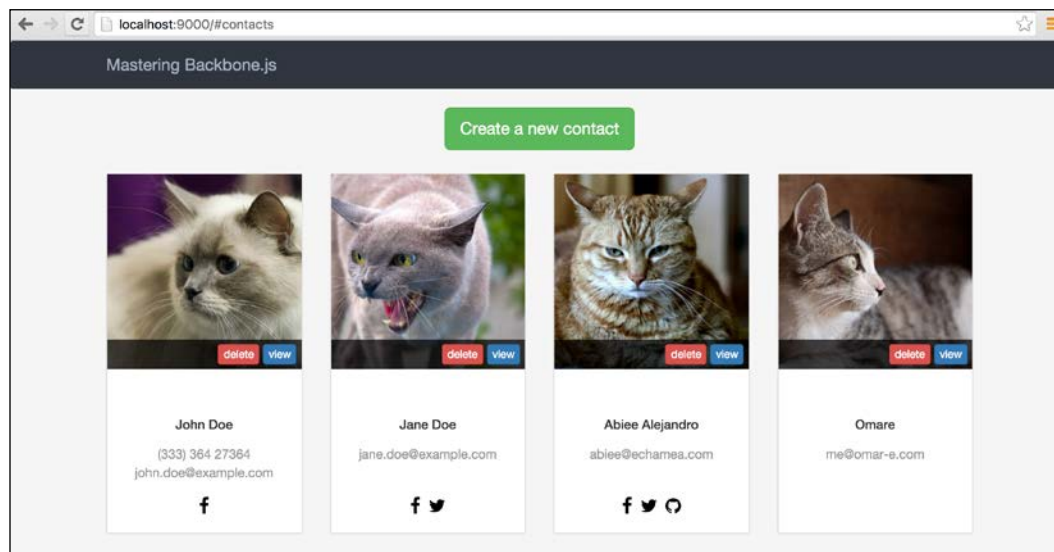 localhost:9000/#contacts
Mastering Backbone.js
Create a new contact
delete view
delete view
delete view
delete view
John Doe
(333) 364 27364
john.doe@example.com
Jane Doe
jane.doe@example.com
Abiee Alejandro
abiee@echamea.com
Omare
me@omar-e.com